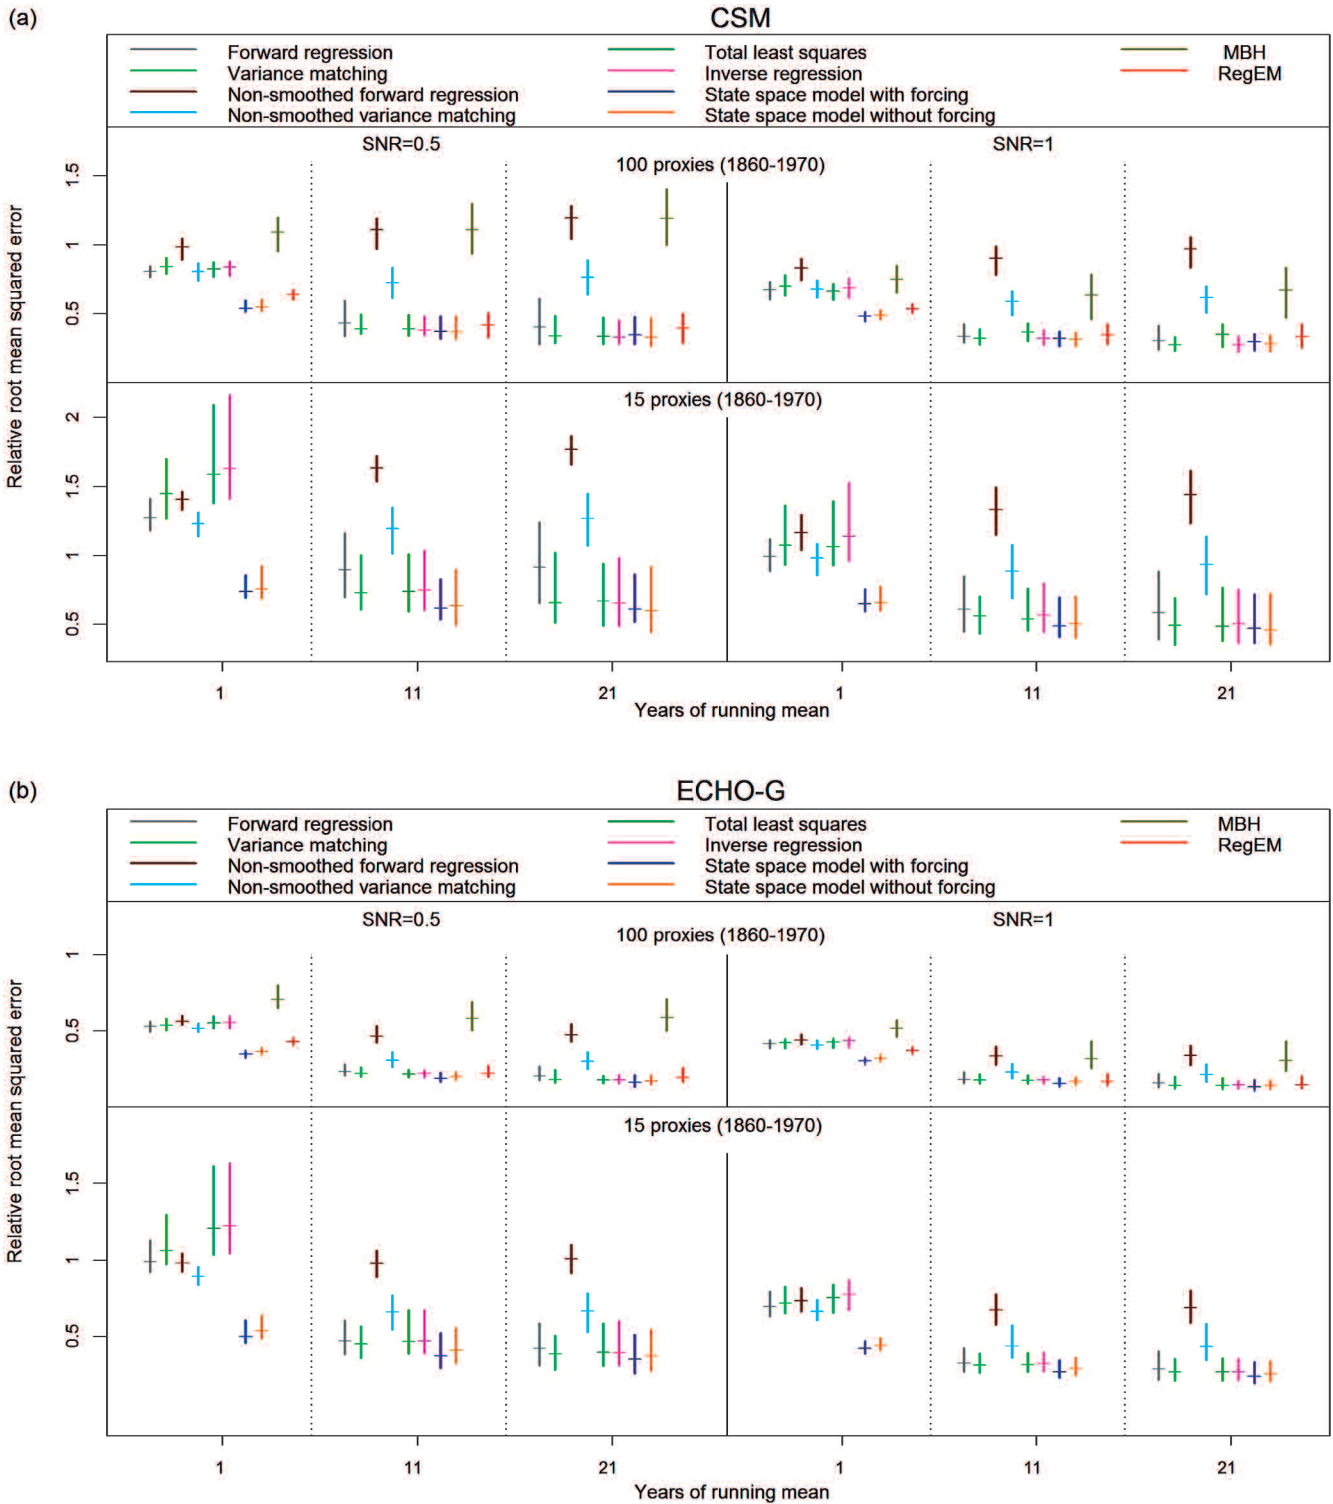 (a)
CSM
Forward regression
Variance matching
Non-smoothed forward regression
Non-smoothed variance matching
Total least squares
Inverse regression
State space model with forcing
State space model without forcing
MBH
RegEM
SNR=0.5
SNR=1
100 proxies (1860-1970)
Relative root mean squared error
1.5
1
0.5
15 proxies (1860-1970)
2
1.5
1
0.5
1
11
21
1
11
21
Years of running mean
(b)
ECHO-G
Forward regression
Variance matching
Non-smoothed forward regression
Non-smoothed variance matching
Total least squares
Inverse regression
State space model with forcing
State space model without forcing
MBH
RegEM
SNR=0.5
SNR=1
100 proxies (1860-1970)
Relative root mean squared error
1
0.5
15 proxies (1860-1970)
1.5
1
0.5
1
11
21
1
11
21
Years of running mean